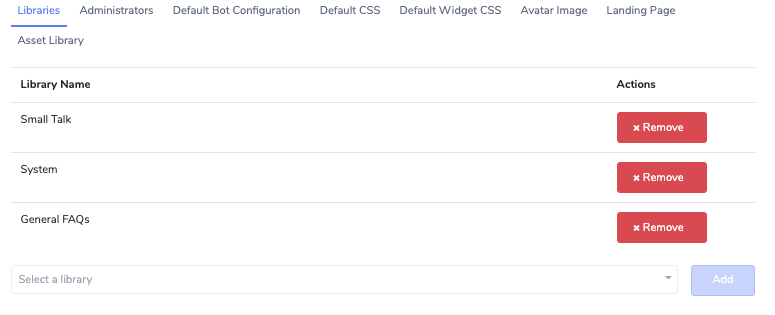 Libraries Administrators Default Bot Configuration Default CSS Default Widget CSS Avatar Image Landing Page
Asset Library
Library Name Actions
Small Talk ✖ Remove
System ✖ Remove
General FAQs ✖ Remove
Select a library Add